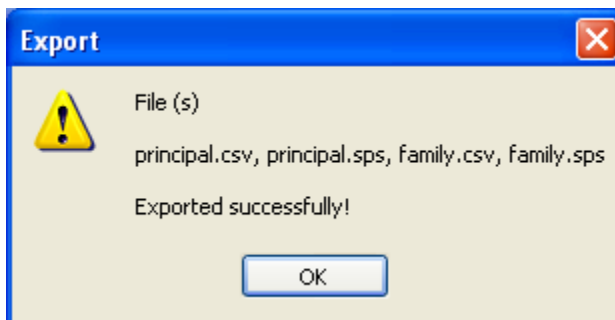 Export
File (s)
principal.csv, principal.sps, family.csv, family.sps
Exported successfully!
OK